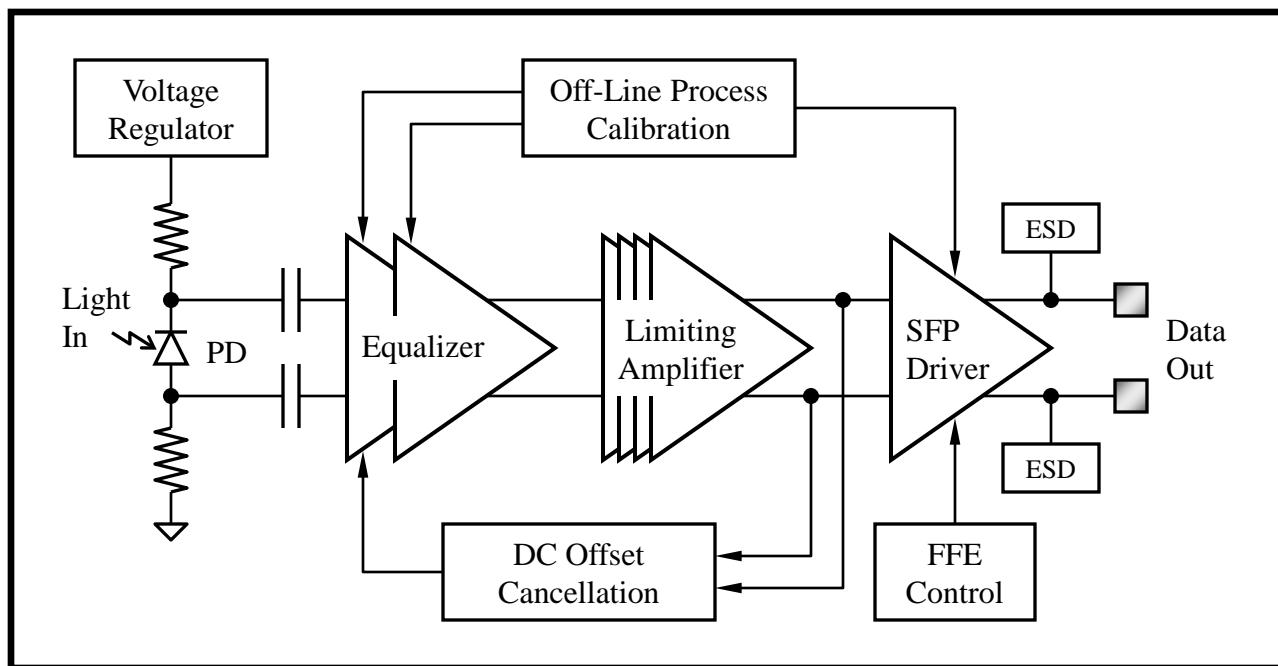 Voltage
Regulator
Off-Line Process
Calibration
ESD
Light
In
PD
Equalizer
Limiting
Amplifier
SFP
Driver
Data
Out
ESD
DC Offset
Cancellation
FFE
Control